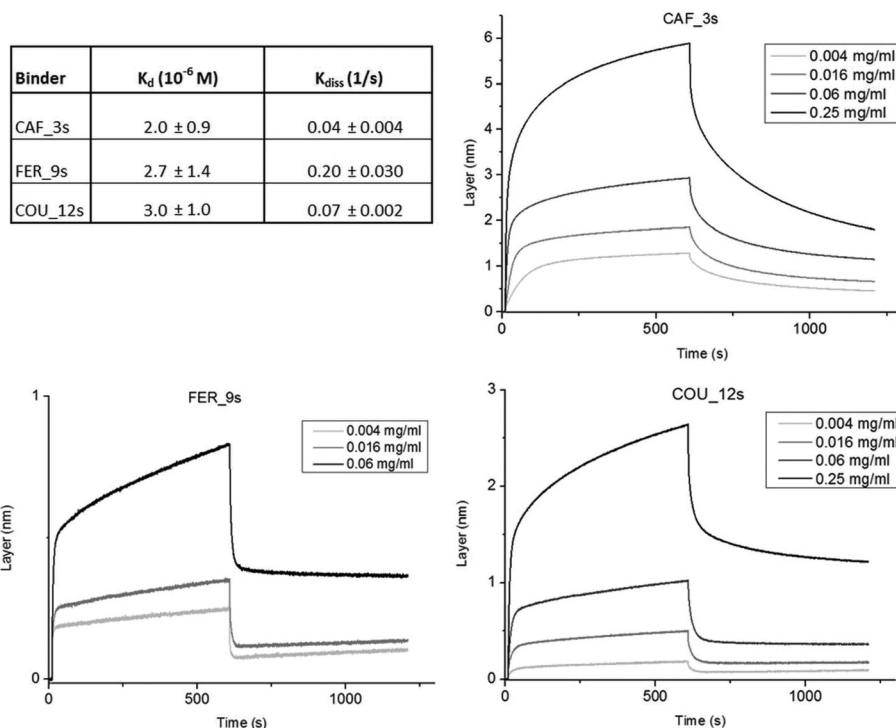 Binder K_d (10^-6 M) K_diss (1/s)
CAF_3s 2.0 ± 0.9 0.04 ± 0.004
FER_9s 2.7 ± 1.4 0.20 ± 0.030
COU_12s 3.0 ± 1.0 0.07 ± 0.002
CAF_3s
0.004 mg/ml
0.016 mg/ml
0.06 mg/ml
0.25 mg/ml
6
5
4
3
2
1
0
Layer (nm)
0 500 1000
Time (s)
FER_9s
0.004 mg/ml
0.016 mg/ml
0.06 mg/ml
1
0
Layer (nm)
0 500 1000
Time (s)
COU_12s
0.004 mg/ml
0.016 mg/ml
0.06 mg/ml
0.25 mg/ml
3
2
1
0
Layer (nm)
0 500 1000
Time (s)